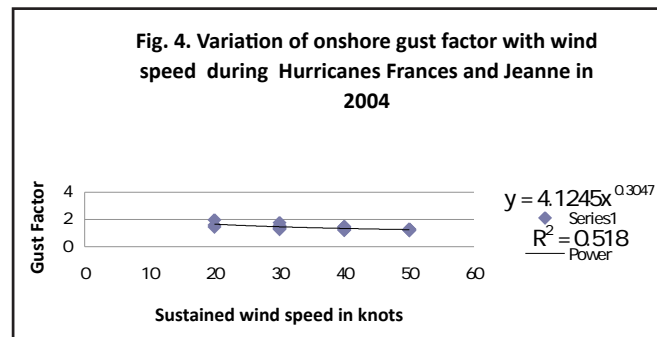 Fig. 4. Variation of onshore gust factor with wind
speed during Hurricanes Frances and Jeanne in
2004
Gust Factor
4
2
0
0 10 20 30 40 50 60
Sustained wind speed in knots
y = 4.1245x^0.3047
Series1
R² = 0.518
Power